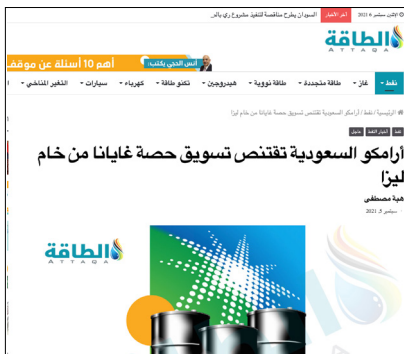 الإثنين, سبتمبر 6 2021 أخر الأخبار السودان يطرح مناقصة لتنفيذ مشروع ري بالطـ
الطاقة
ATTAQA
أنس الحجي يكتب: أهم 10 أسئلة عن موقف
نفط غاز طاقة متجددة طاقة نووية هيدروجين تكنو طاقة كهرباء سيارات التغير المناخي
الرئيسية / نفط / أرامكو السعودية تقتنص تسويق حصة غايانا من خام ليزا
نفط أخبار النفط عاجل
أرامكو السعودية تقتنص تسويق حصة غايانا من خام
ليزا
هبة مصطفى
سبتمبر 5, 2021
الطاقة
ATTAQA